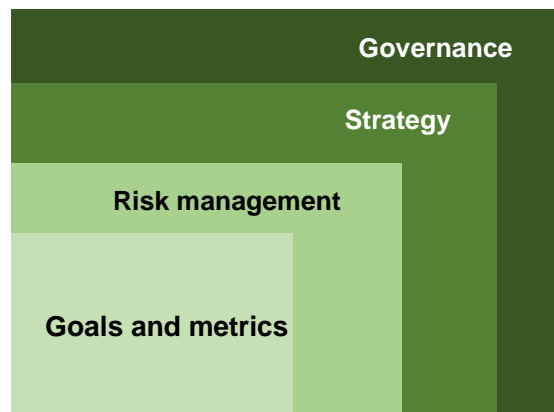 Governance
Strategy
Risk management
Goals and metrics